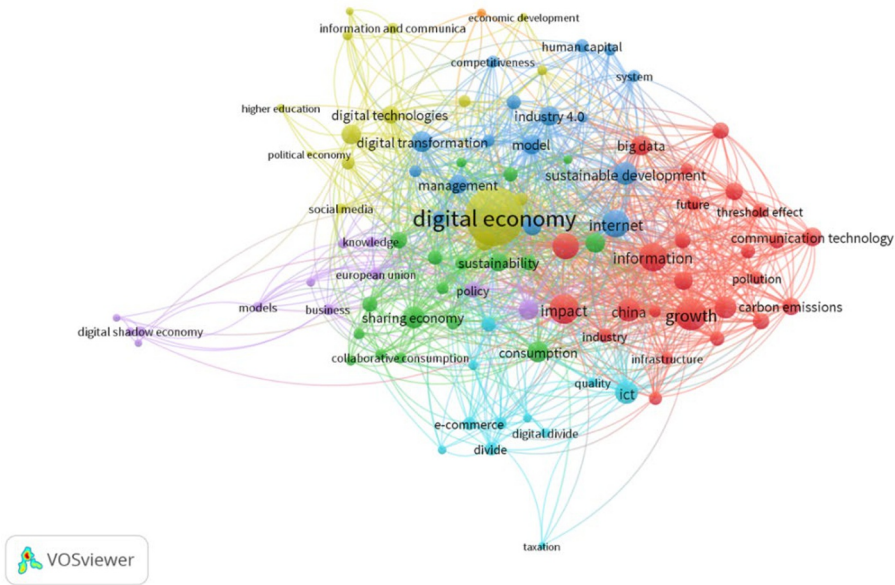 economic development
information and communica
human capital
competitiveness
system
higher education
digital technologies
industry 4.0
digital transformation
model
big data
political economy
management
sustainable development
social media
digital economy
internet
future
threshold effect
knowledge
communication technology
sustainability
information
european union
policy
pollution
models
business
sharing economy
impact
china
growth
carbon emissions
digital shadow economy
industry
collaborative consumption
consumption
infrastructure
quality
ict
e-commerce
digital divide
divide
taxation
VOSviewer